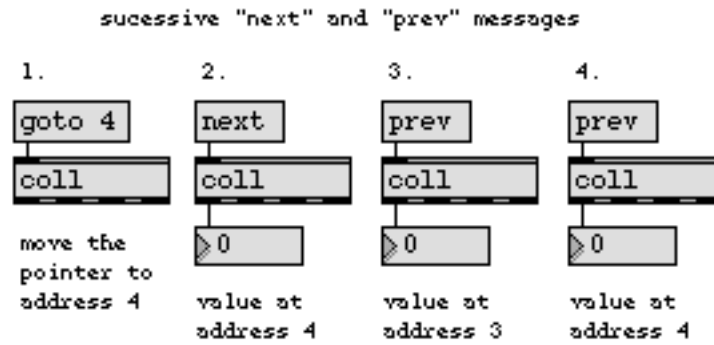 sucessive "next" and "prev" messages
1.
2.
3.
4.
goto 4
next
prev
prev
coll
coll
coll
coll
0
0
0
move the
pointer to
address 4
value at
address 4
value at
address 3
value at
address 4